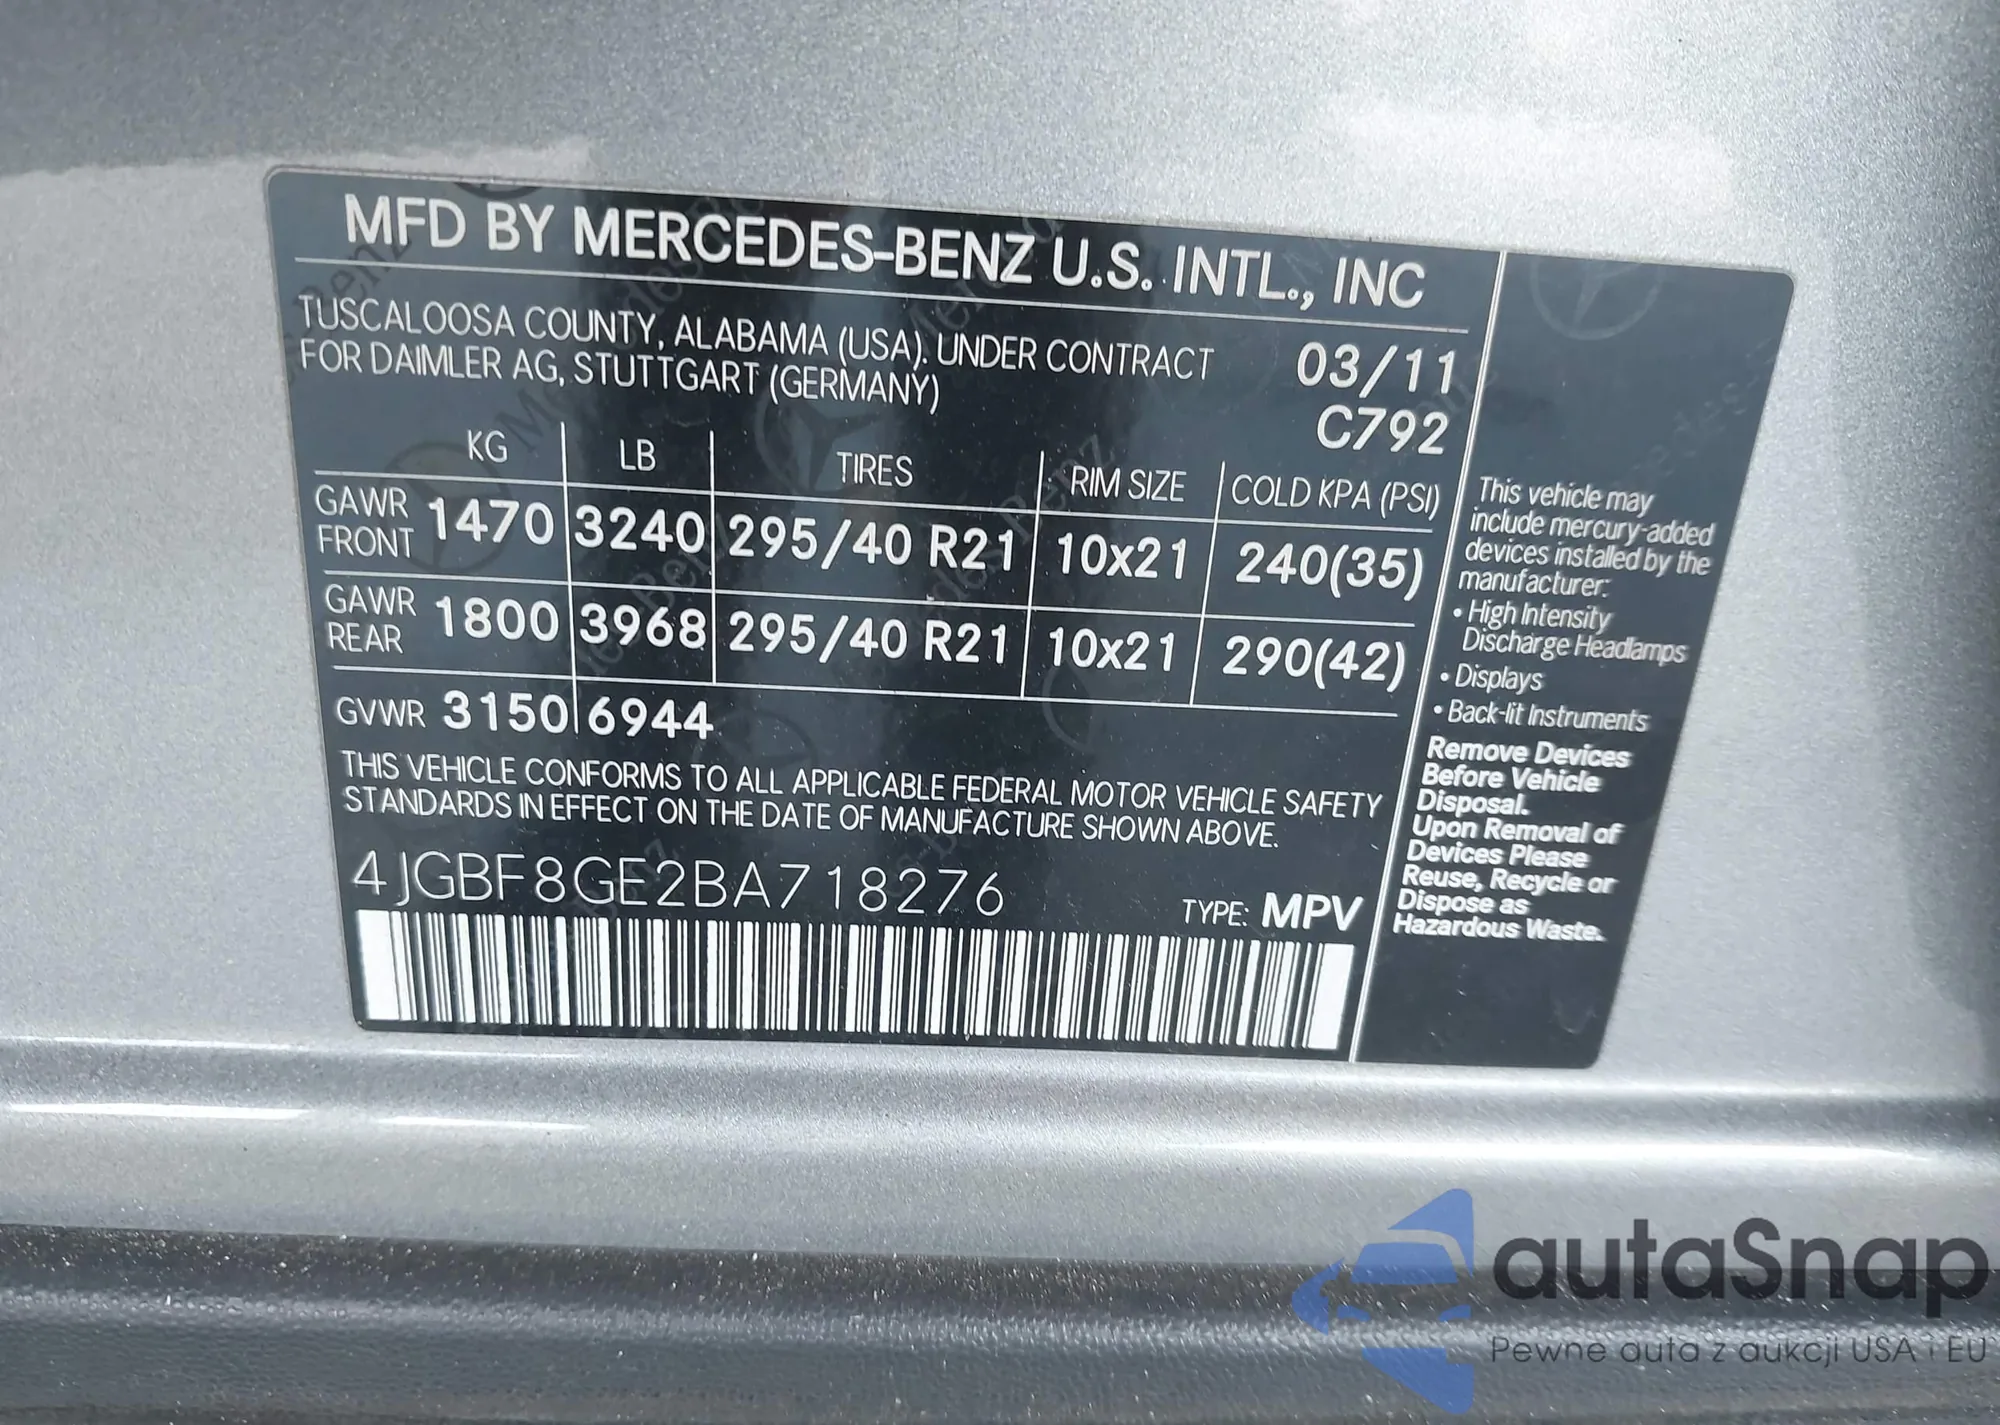 MFD BY MERCEDES-BENZ U.S. INTL., INC
TUSCALOOSA COUNTY, ALABAMA (USA). UNDER CONTRACT
FOR DAIMLER AG, STUTTGART (GERMANY)
03/11
C792
KG LB TIRES RIM SIZE COLD KPA (PSI)
GAWR FRONT 1470 3240 295/40 R21 10x21 240(35)
GAWR REAR 1800 3968 295/40 R21 10x21 290(42)
GVWR 3150 6944
THIS VEHICLE CONFORMS TO ALL APPLICABLE FEDERAL MOTOR VEHICLE SAFETY
STANDARDS IN EFFECT ON THE DATE OF MANUFACTURE SHOWN ABOVE.
4JGBF8GE2BA718276
TYPE: MPV
This vehicle may
include mercury-added
devices installed by the
manufacturer:
• High Intensity
Discharge Headlamps
• Displays
• Back-lit Instruments
Remove Devices
Before Vehicle
Disposal.
Upon Removal of
Devices Please
Reuse, Recycle or
Dispose as
Hazardous Waste.
autaSnap
Pewne auta z aukcji USA i EU